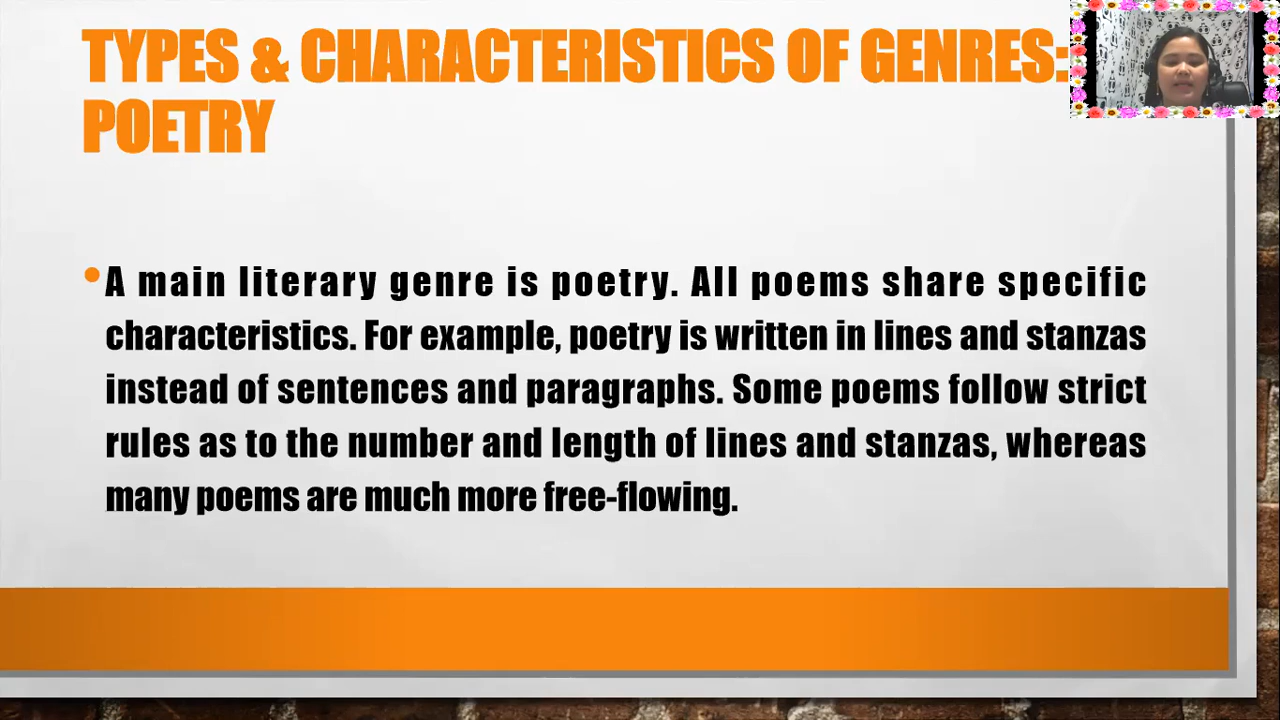 TYPES & CHARACTERISTICS OF GENRES:
POETRY
•A main literary genre is poetry. All poems share specific
characteristics. For example, poetry is written in lines and stanzas
instead of sentences and paragraphs. Some poems follow strict
rules as to the number and length of lines and stanzas, whereas
many poems are much more free-flowing.